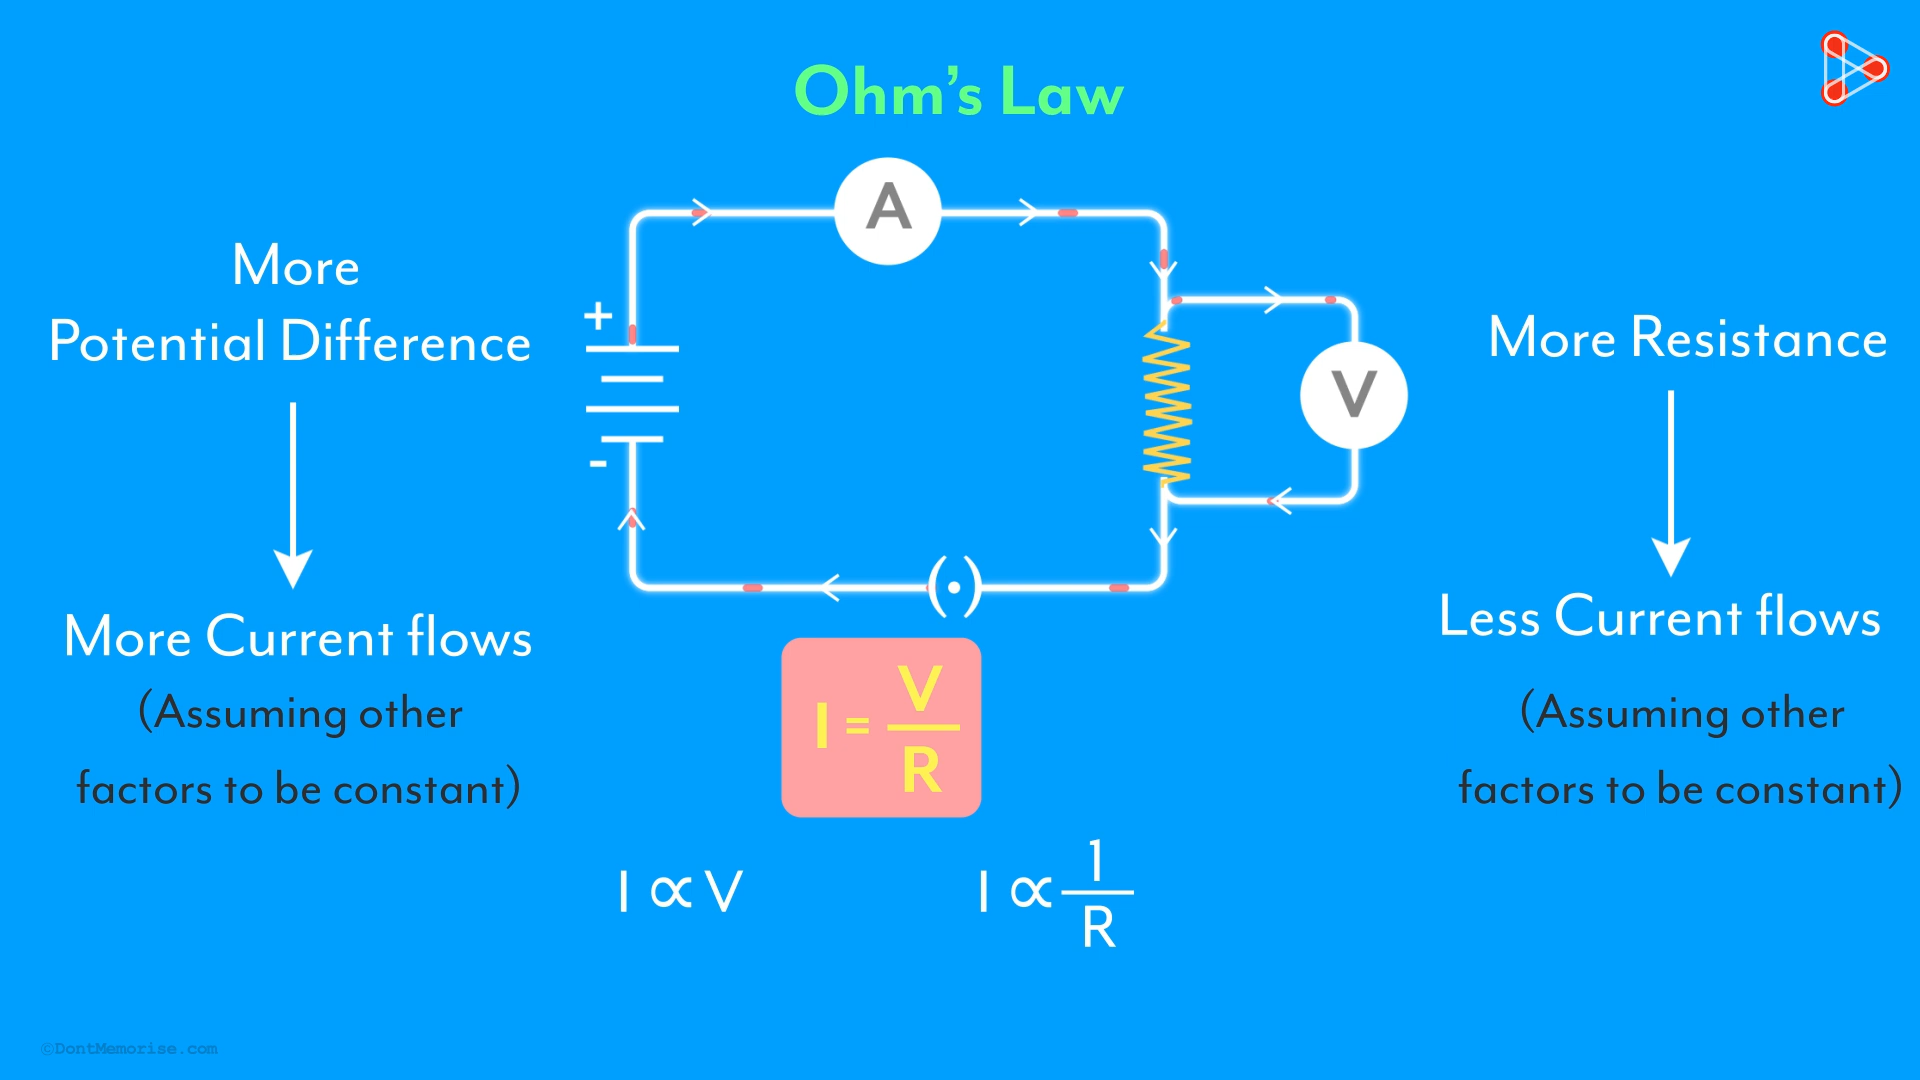 Ohm's Law
A
More
Potential Difference
+
-
V
More Resistance
More Current flows
(Assuming other
factors to be constant)
Less Current flows
(Assuming other
factors to be constant)
(·)
I = V/R
I ∝ V
I ∝ 1/R
©DontMemorise.com